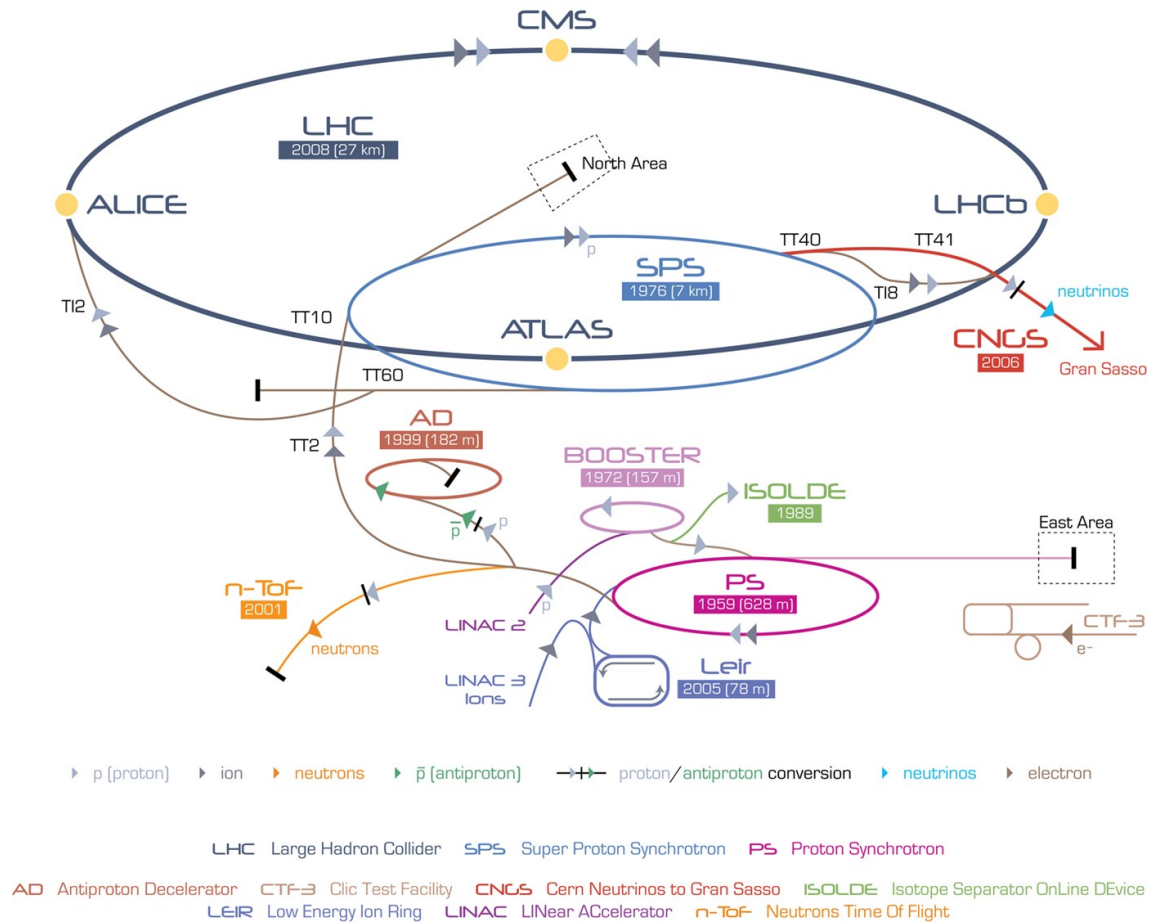 CMS
LHC
2008 (27 km)
North Area
ALICE
LHCb
TT40
TT41
p
SPS
1976 (7 km)
TI8
TI2
neutrinos
TT10
ATLAS
CNGS
2006
Gran Sasso
TT60
AD
1999 (182 m)
TT2
BOOSTER
1972 (157 m)
ISOLDE
1989
p̅
p
East Area
n-ToF
2001
PS
1959 (628 m)
p
LINAC 2
CTF-3
e-
neutrons
Leir
2005 (78 m)
LINAC 3
Ions
p (proton) ion neutrons p̅ (antiproton) proton/antiproton conversion neutrinos electron
LHC Large Hadron Collider SPS Super Proton Synchrotron PS Proton Synchrotron
AD Antiproton Decelerator CTF-3 Clic Test Facility CNGS Cern Neutrinos to Gran Sasso ISOLDE Isotope Separator OnLine DEvice
LEIR Low Energy Ion Ring LINAC LINear ACcelerator n-ToF Neutrons Time Of Flight